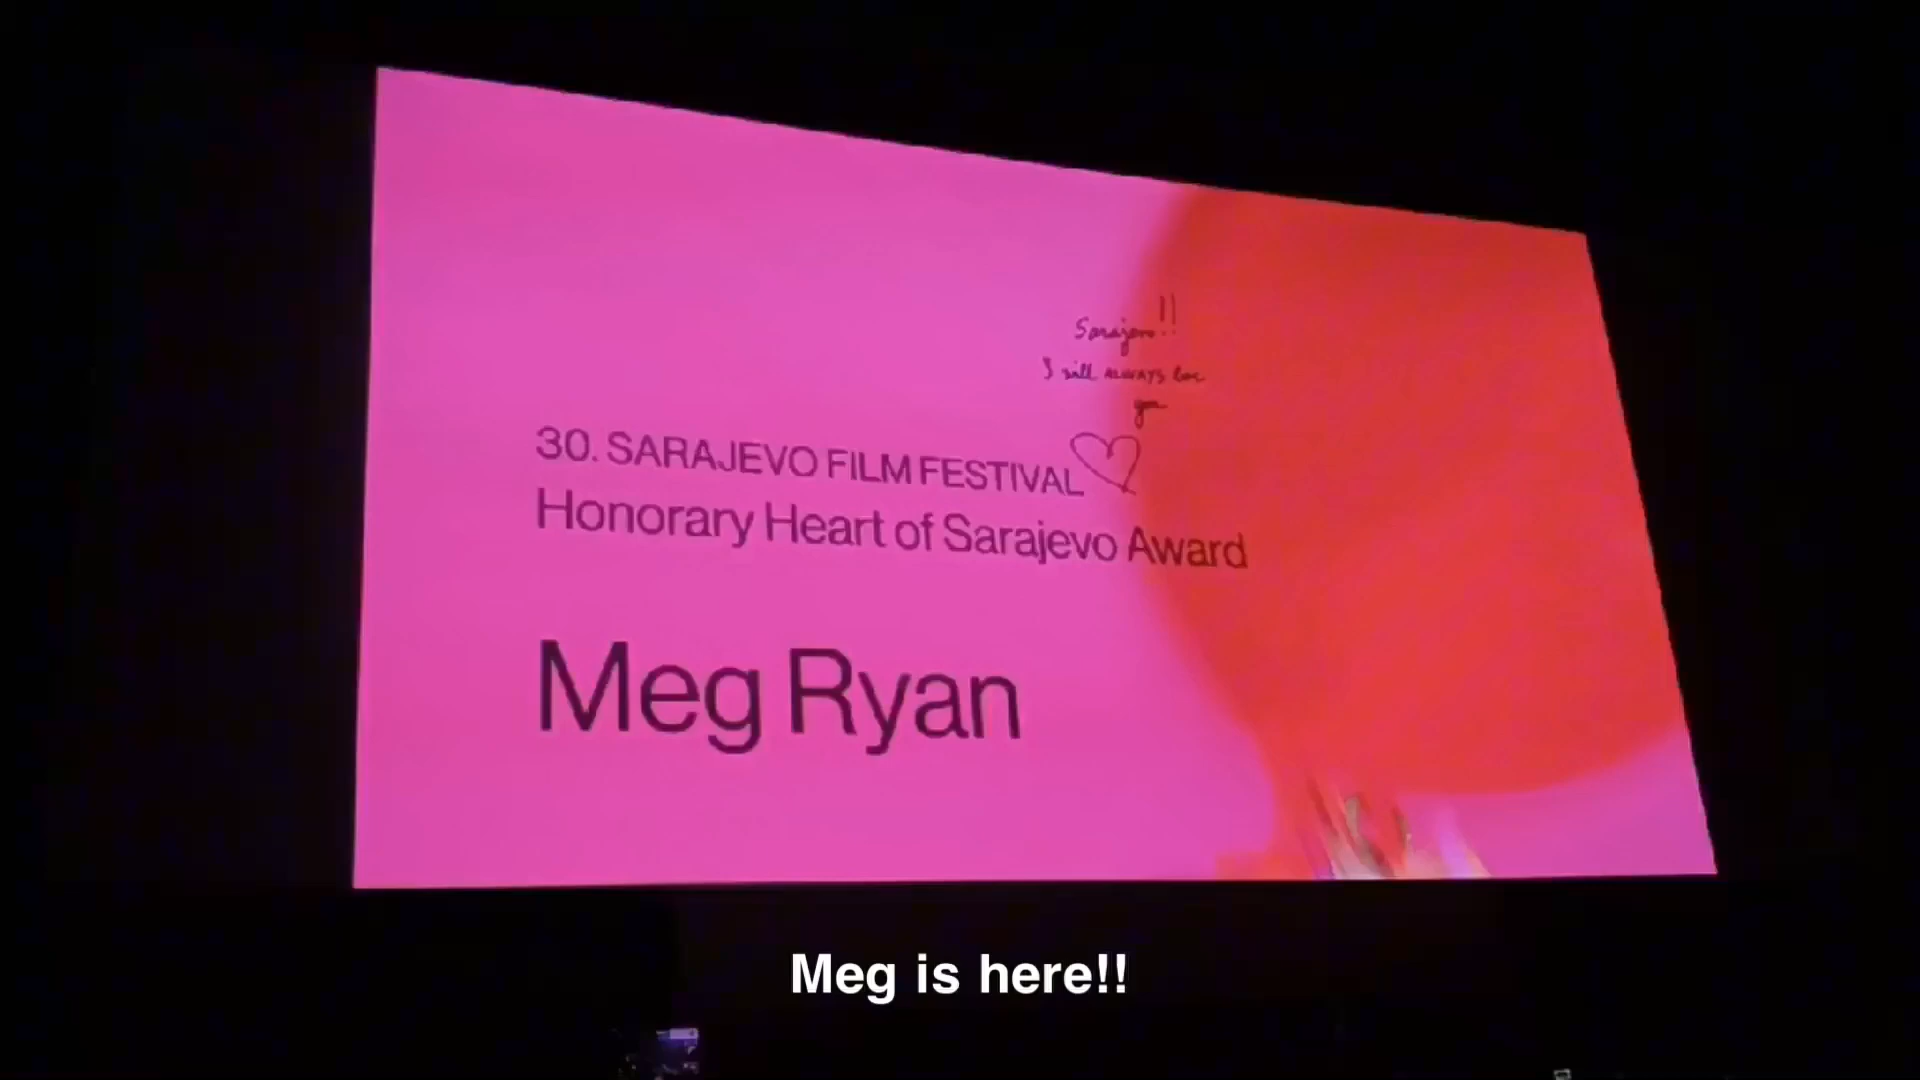 Sarajevo!!
I will ALWAYS love
you
30. SARAJEVO FILM FESTIVAL
Honorary Heart of Sarajevo Award
Meg Ryan
Meg is here!!